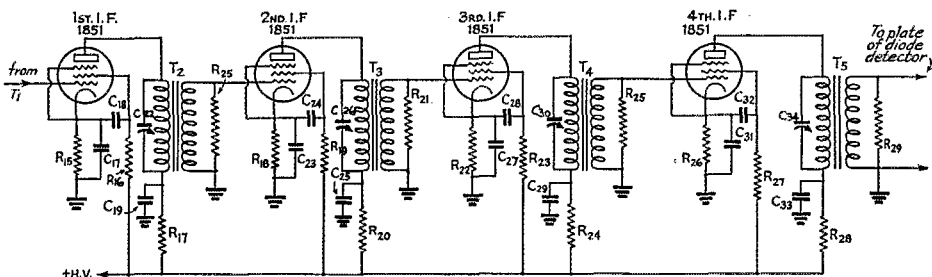 1ST. I.F.
1851
2ND. I.F
1851
3RD. I.F
1851
4TH. I.F
1851
from
T1
To plate
of diode
detector
T2
T3
T4
T5
R25
R21
R25
R29
C18
C22
C24
C26
C28
C30
C32
C34
R15
C17
R16
C19
R17
R18
C23
R19
C25
R20
R22
C27
R23
C29
R24
R26
C31
R27
C33
R28
+H.V.